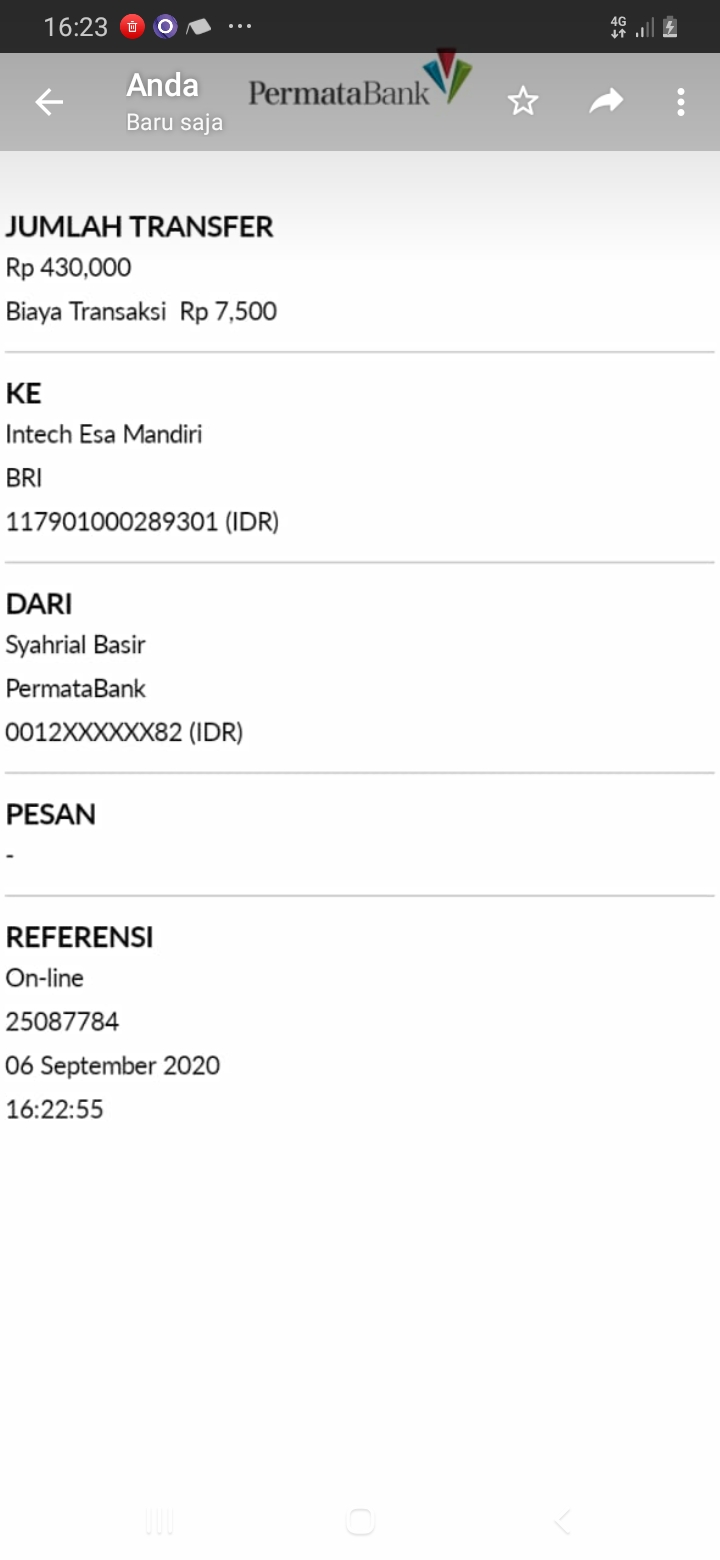 16:23
4G
Anda
PermataBank
Baru saja
JUMLAH TRANSFER
Rp 430,000
Biaya Transaksi Rp 7,500
KE
Intech Esa Mandiri
BRI
117901000289301 (IDR)
DARI
Syahrial Basir
PermataBank
0012XXXXXX82 (IDR)
PESAN
-
REFERENSI
On-line
25087784
06 September 2020
16:22:55